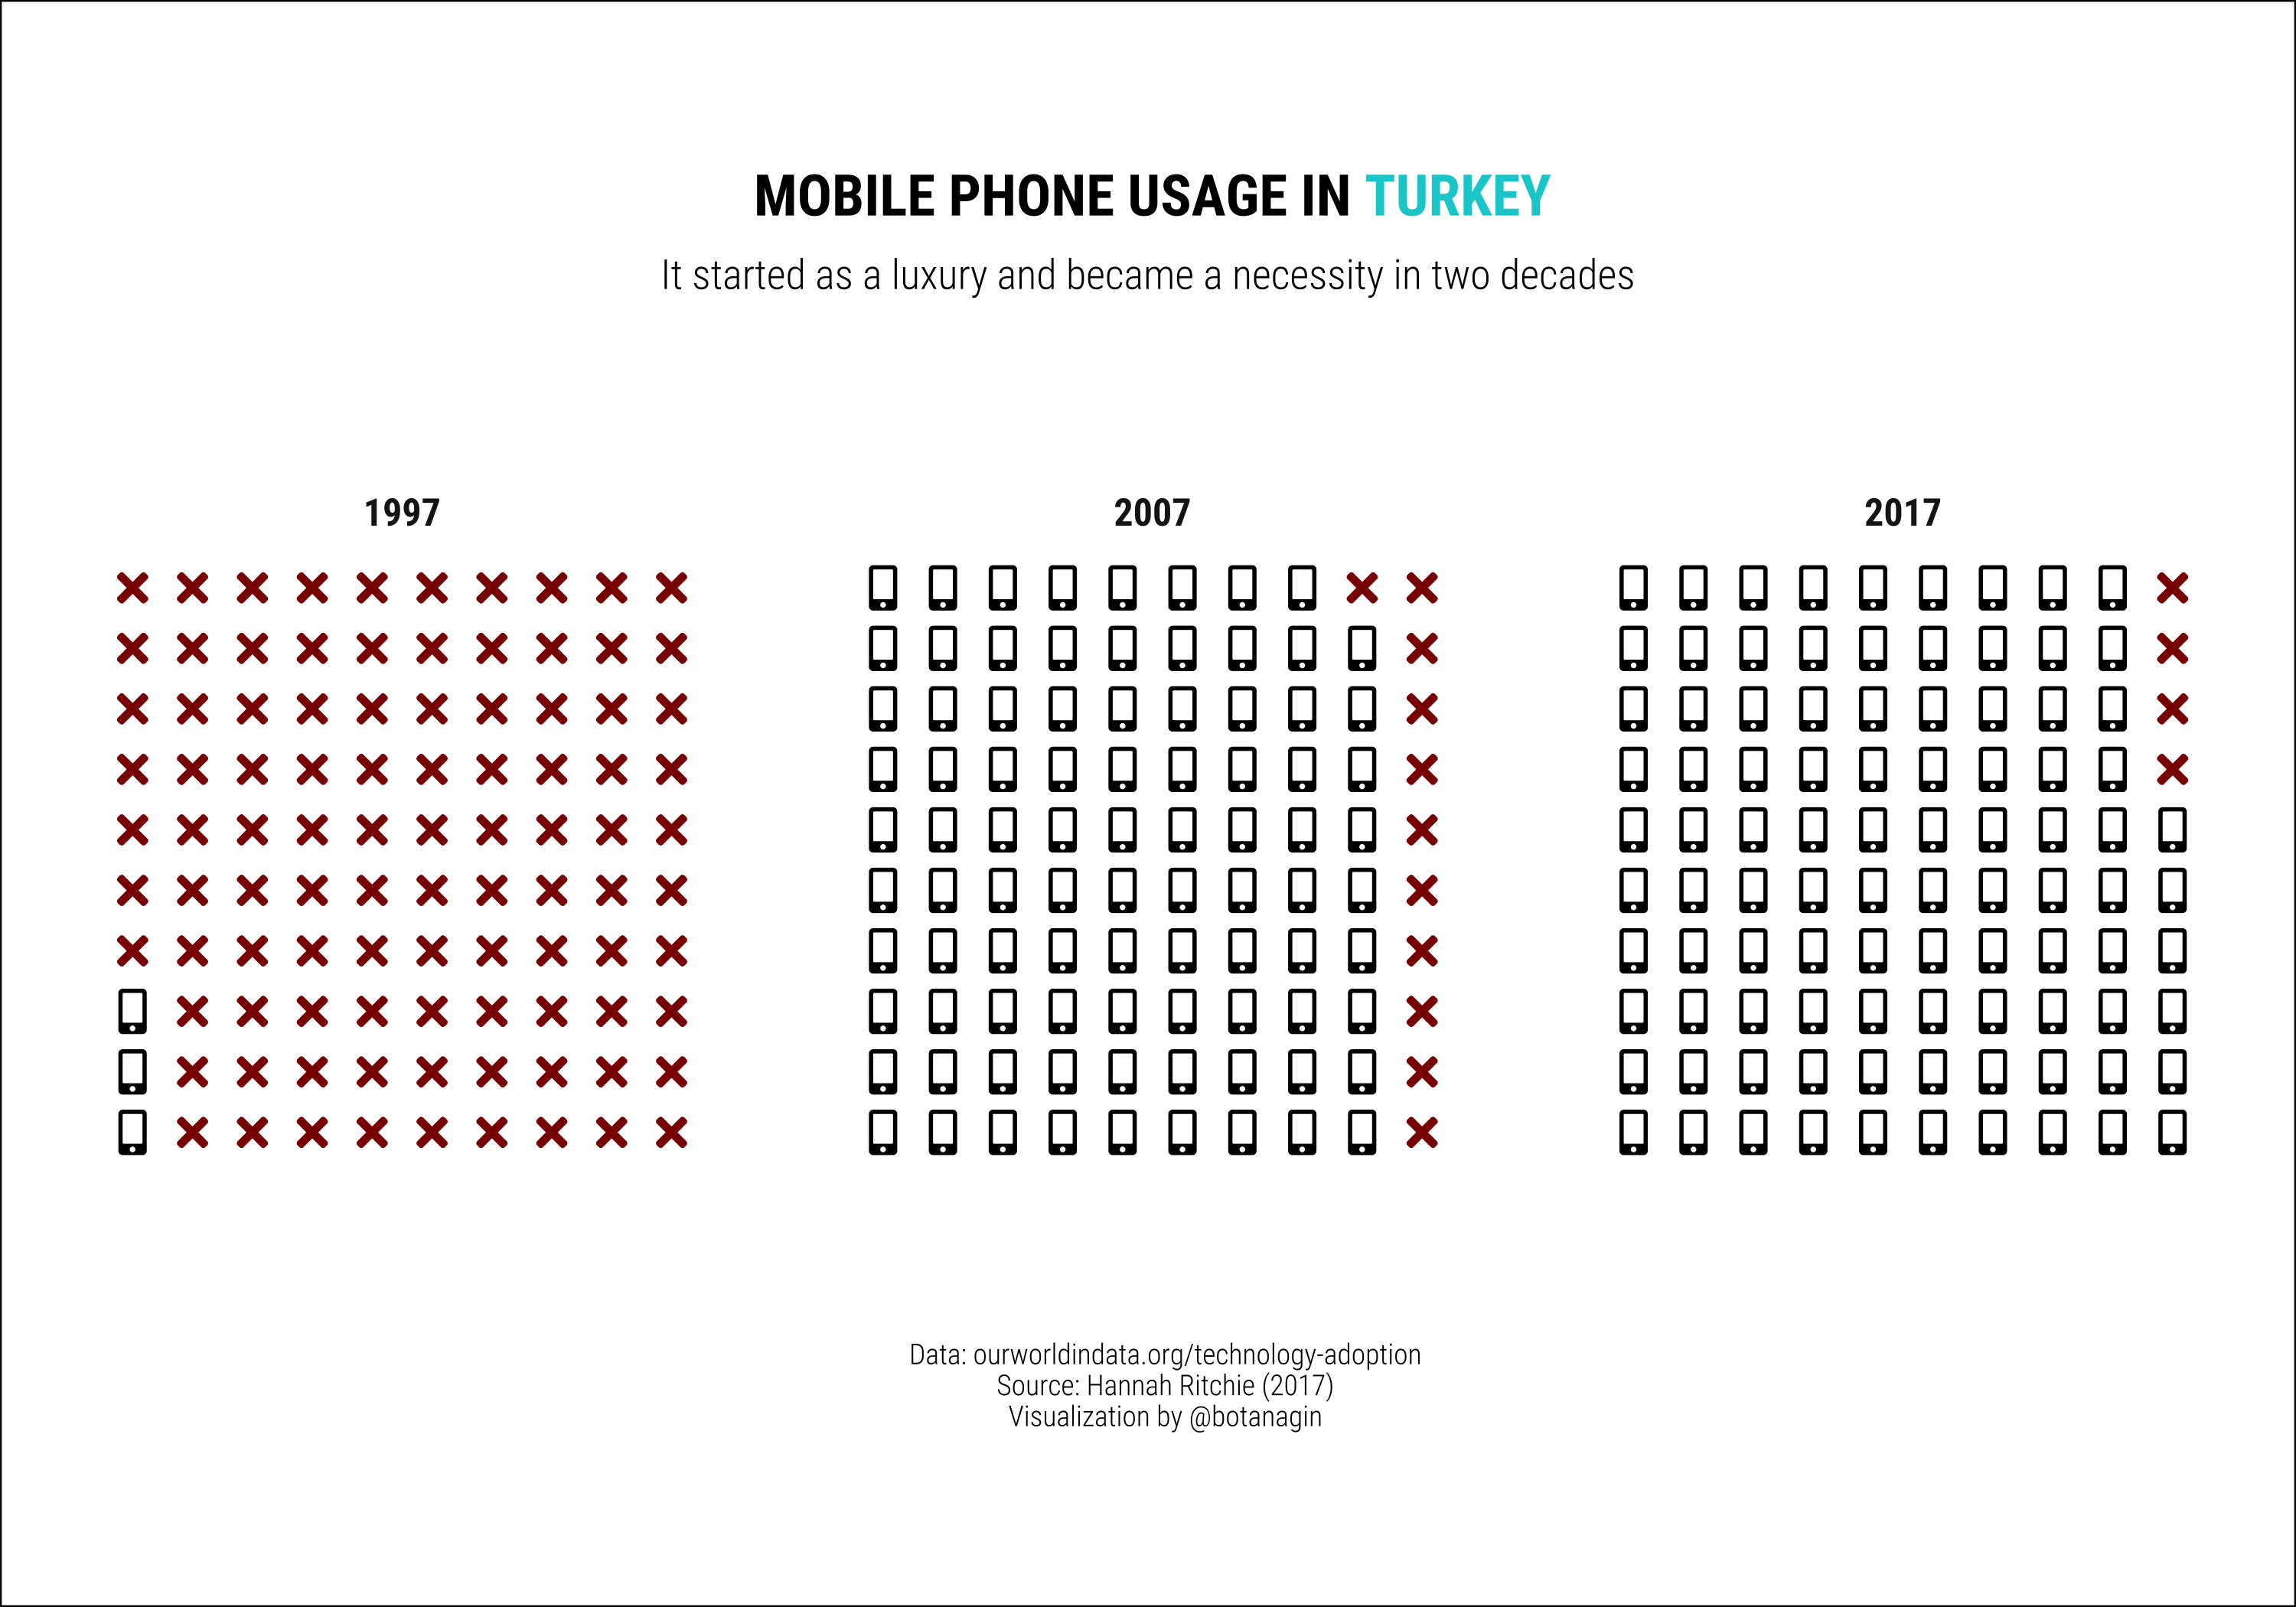 MOBILE PHONE USAGE IN TURKEY
It started as a luxury and became a necessity in two decades
1997
2007
2017
Data: ourworldindata.org/technology-adoption
Source: Hannah Ritchie (2017)
Visualization by @botanagin